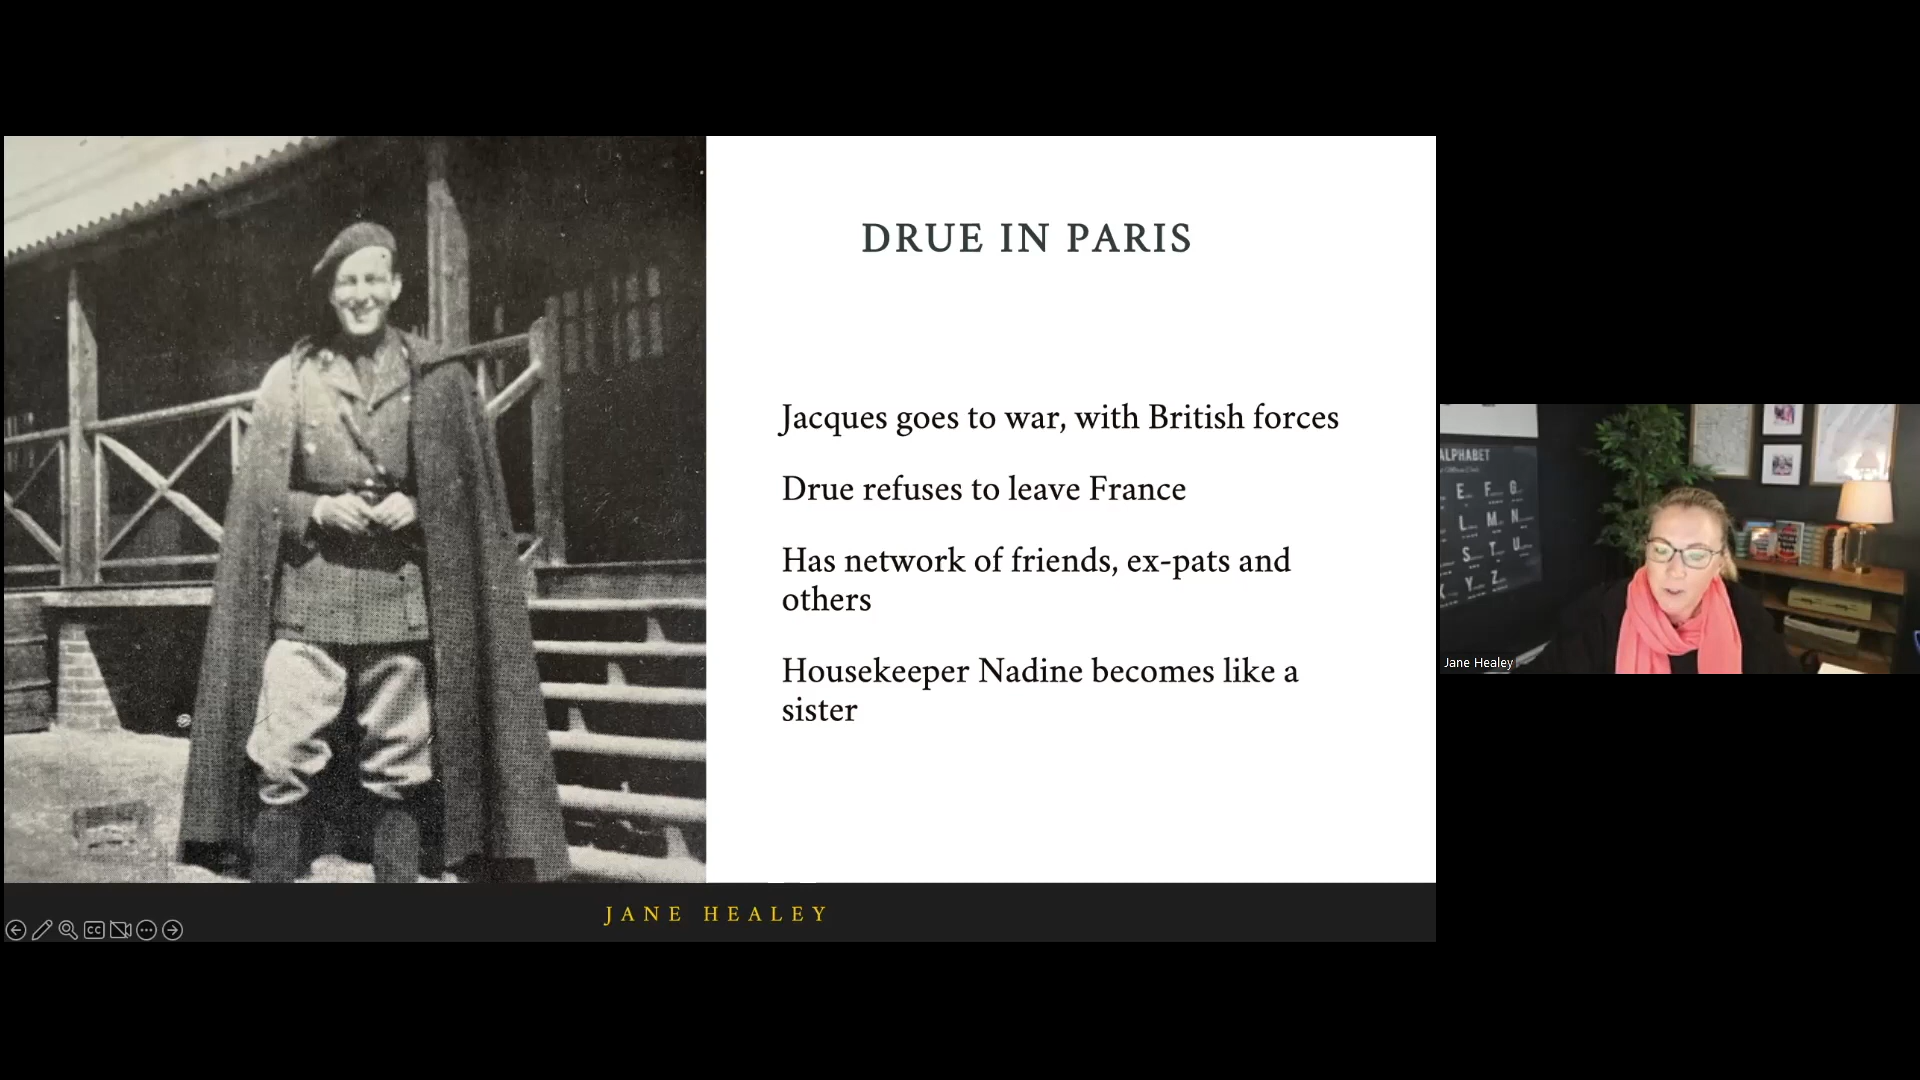 DRUE IN PARIS
Jacques goes to war, with British forces
Drue refuses to leave France
Has network of friends, ex-pats and
others
Housekeeper Nadine becomes like a
sister
JANE HEALEY
CC
ALPHABET
E F G
L M N
S T U
Y Z
Jane Healey